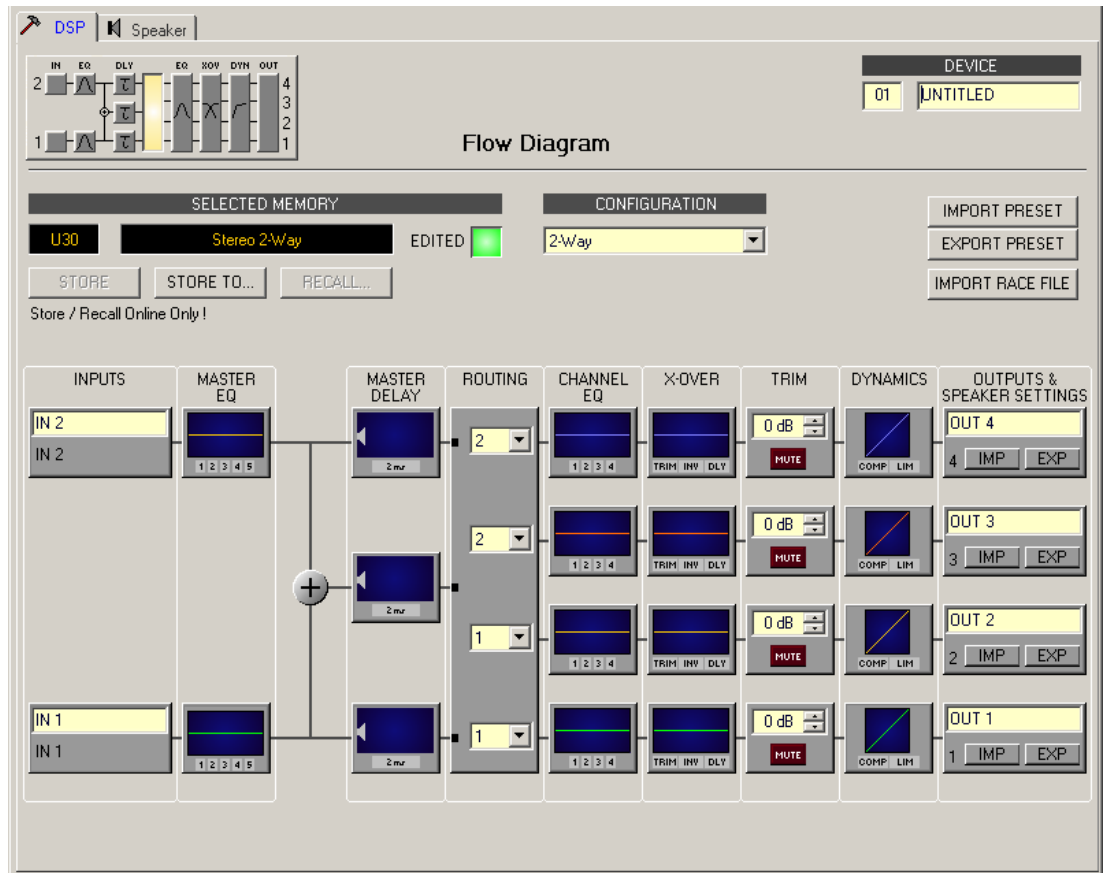 DSP Speaker
IN EQ DLY EQ XOV DYN OUT
2 4
3
2
1 1
DEVICE
01 UNTITLED
Flow Diagram
SELECTED MEMORY
U30 Stereo 2-Way EDITED
STORE STORE TO... RECALL...
Store / Recall Online Only !
CONFIGURATION
2-Way
IMPORT PRESET
EXPORT PRESET
IMPORT RACE FILE
INPUTS MASTER EQ MASTER DELAY ROUTING CHANNEL EQ X-OVER TRIM DYNAMICS OUTPUTS & SPEAKER SETTINGS
IN 2 0 dB OUT 4
IN 2 2 MUTE 4 IMP EXP
1 2 3 4 5 2 ms 1 2 3 4 TRIM INV DLY COMP LIM
0 dB OUT 3
2 MUTE 3 IMP EXP
1 2 3 4 TRIM INV DLY COMP LIM
+
2 ms
0 dB OUT 2
1 MUTE 2 IMP EXP
1 2 3 4 TRIM INV DLY COMP LIM
IN 1 0 dB OUT 1
IN 1 1 MUTE 1 IMP EXP
1 2 3 4 5 2 ms 1 2 3 4 TRIM INV DLY COMP LIM